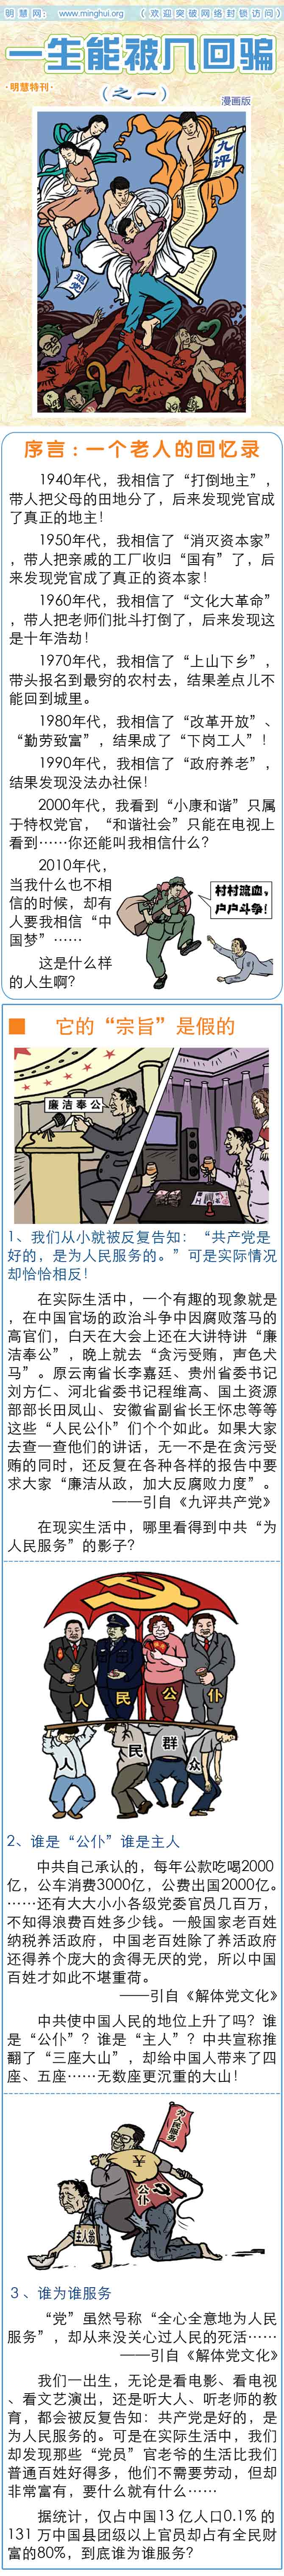 明慧网: www.minghui.org (欢迎突破网络封锁访问)
一生能被几回骗
·明慧特刊·
(之一)
漫画版
九评
退党
序言：一个老人的回忆录
1940年代，我相信了“打倒地主”，
带人把父母的田地分了，后来发现党官成
了真正的地主！
1950年代，我相信了“消灭资本家”
，带人把亲戚的工厂收归“国有”了，后
来发现党官成了真正的资本家！
1960年代，我相信了“文化大革命”
，带人把老师们批斗打倒了，后来发现这
是十年浩劫！
1970年代，我相信了“上山下乡”，
带头报名到最穷的农村去，结果差点儿不
能回到城里。
1980年代，我相信了“改革开放”、
“勤劳致富”，结果成了“下岗工人”！
1990年代，我相信了“政府养老”，
结果发现没法办社保！
2000年代，我看到“小康和谐”只属
于特权党官，“和谐社会”只能在电视上
看到……你还能叫我相信什么？
2010年代，
当我什么也不相
信的时候，却有
人要我相信“中
国梦”……
这是什么样
的人生啊？
村村流血，
户户斗争！
■ 它的“宗旨”是假的
廉洁奉公
1、我们从小就被反复告知：“共产党是
好的，是为人民服务的。”可是实际情况
却恰恰相反！
在实际生活中，一个有趣的现象就是
，在中国官场的政治斗争中因腐败落马的
高官们，白天在大会上还在大讲特讲“廉
洁奉公”，晚上就去“贪污受贿，声色犬
马”。原云南省长李嘉廷、贵州省委书记
刘方仁、河北省委书记程维高、国土资源
部部长田凤山、安徽省副省长王怀忠等等
这些“人民公仆”们个个如此。如果大家
去查一查他们的讲话，无一不是在贪污受
贿的同时，还反复在各种各样的报告中要
求大家“廉洁从政，加大反腐败力度”。
——引自《九评共产党》
在现实生活中，哪里看得到中共“为
人民服务”的影子？
人民公仆
人民群众
2、谁是“公仆”谁是主人
中共自己承认的，每年公款吃喝2000
亿，公车消费3000亿，公费出国2000亿。
……还有大大小小各级党委官员几百万，
不知得浪费百姓多少钱。一般国家老百姓
纳税养活政府，中国老百姓除了养活政府
还得养个庞大的贪得无厌的党，所以中国
百姓才如此不堪重荷。
——引自《解体党文化》
中共使中国人民的地位上升了吗？谁
是“公仆”？谁是“主人”？中共宣称推
翻了“三座大山”，却给中国人带来了四
座、五座……无数座更沉重的大山！
为人民服务
￥
公仆
主人翁
3、谁为谁服务
“党”虽然号称“全心全意地为人民
服务”，却从来没关心过人民的死活……
——引自《解体党文化》
我们一出生，无论是看电影、看电视
、看文艺演出，还是听大人、听老师的教
育，都会被反复告知：共产党是好的，是
为人民服务的。可是在实际生活中，我们
却发现那些“党员”官老爷的生活比我们
普通百姓好得多，他们不需要劳动，但却
非常富有，要什么就有什么……
据统计，仅占中国13 亿人口0.1% 的
131 万中国县团级以上官员却占有全民财
富的80%，到底谁为谁服务？